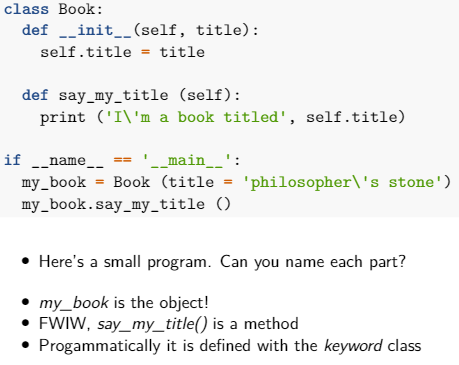 class Book:
  def __init__(self, title):
    self.title = title

  def say_my_title (self):
    print ('I\'m a book titled', self.title)

if __name__ == '__main__':
  my_book = Book (title = 'philosopher\'s stone')
  my_book.say_my_title ()

• Here's a small program. Can you name each part?
• my_book is the object!
• FWIW, say_my_title() is a method
• Progammatically it is defined with the keyword class